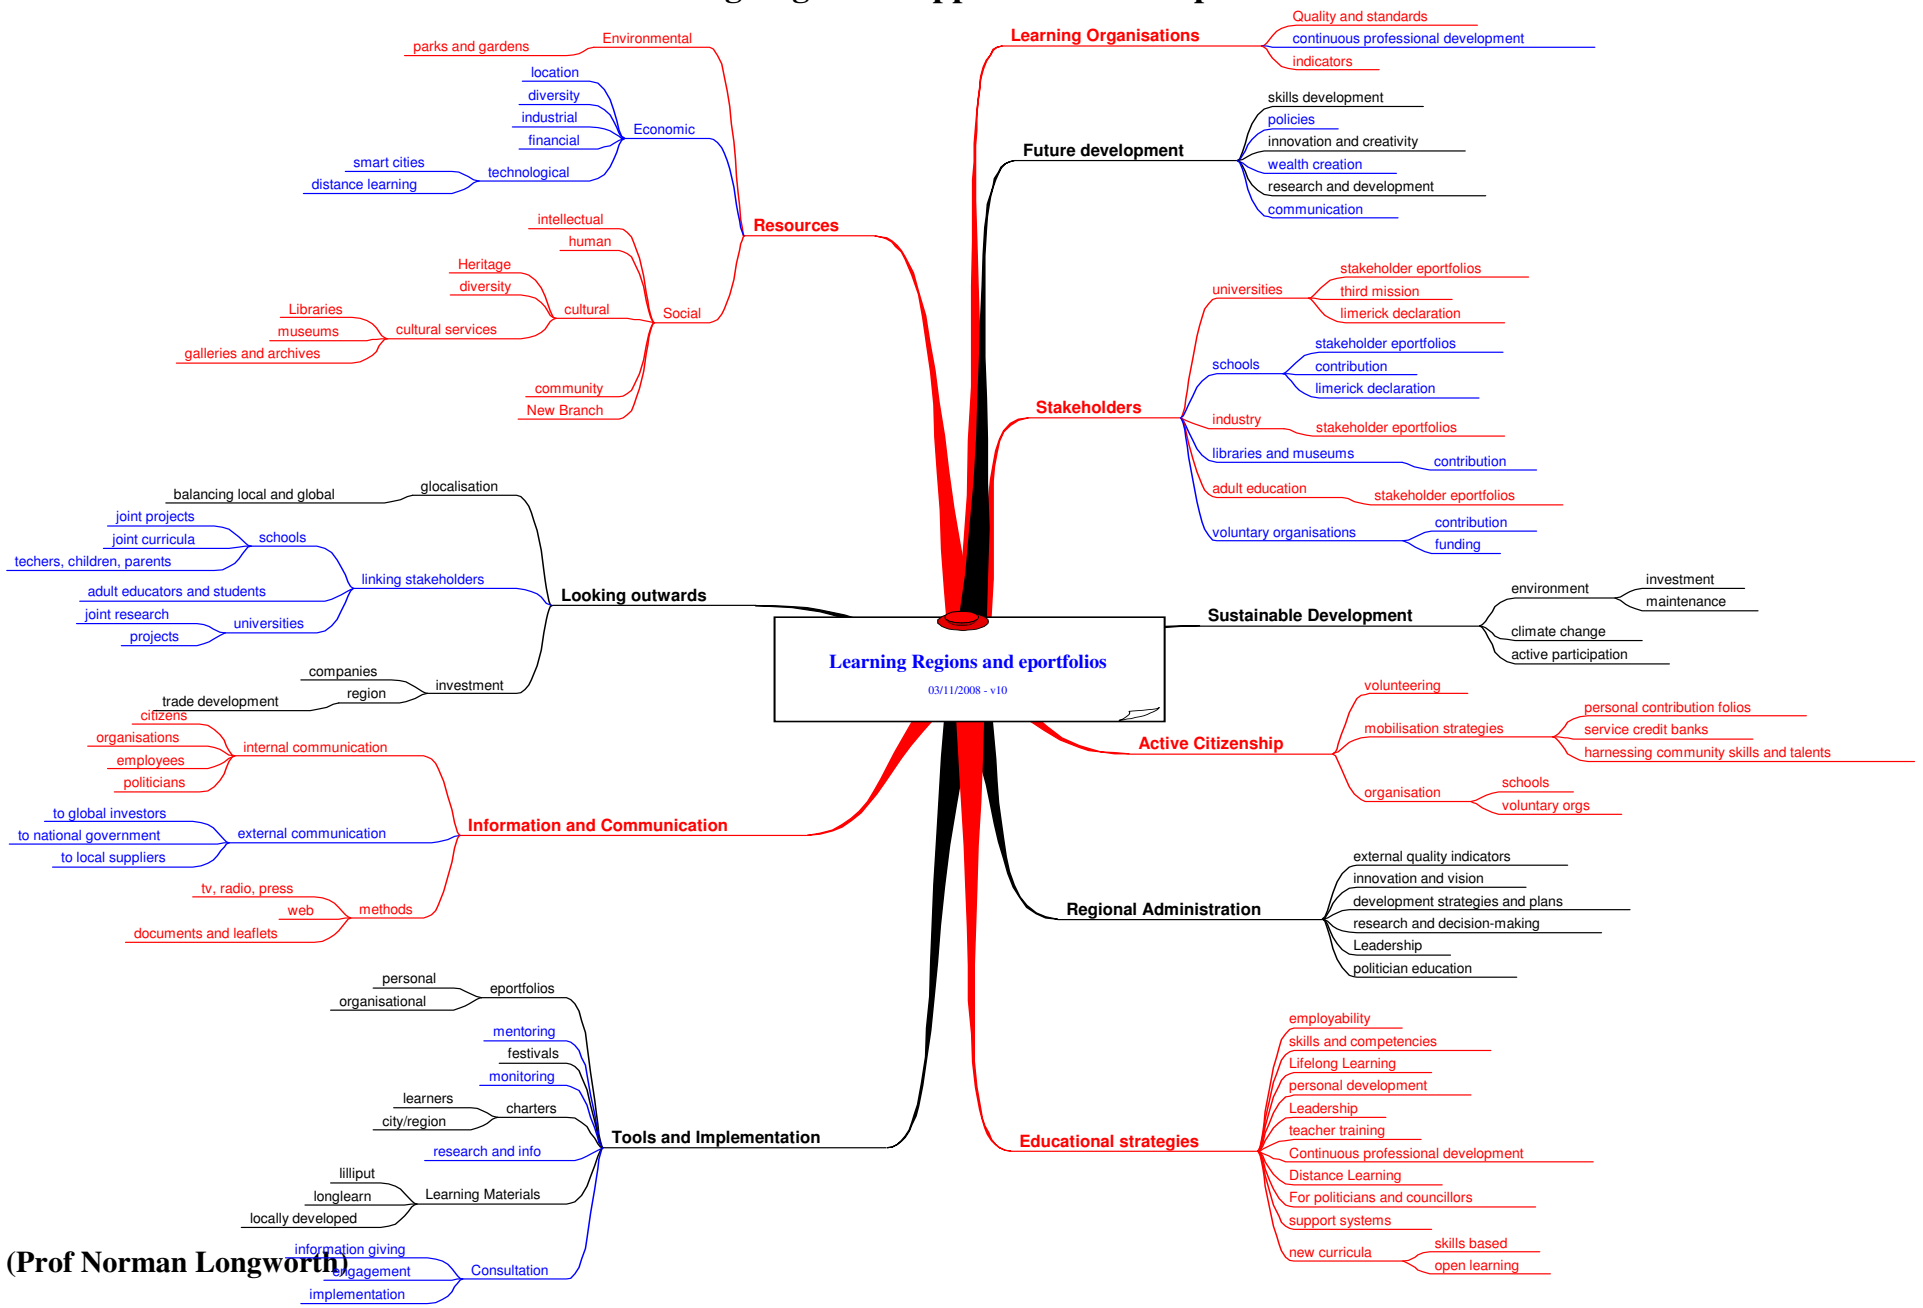 Learning Organisations
Quality and standards
continuous professional development
indicators
Future development
skills development
policies
innovation and creativity
wealth creation
research and development
communication
Stakeholders
universities
stakeholder eportfolios
third mission
limerick declaration
schools
stakeholder eportfolios
contribution
limerick declaration
industry
stakeholder eportfolios
libraries and museums
contribution
adult education
stakeholder eportfolios
voluntary organisations
contribution
funding
Sustainable Development
environment
investment
maintenance
climate change
active participation
Active Citizenship
volunteering
mobilisation strategies
personal contribution folios
service credit banks
harnessing community skills and talents
organisation
schools
voluntary orgs
Regional Administration
external quality indicators
innovation and vision
development strategies and plans
research and decision-making
Leadership
politician education
Educational strategies
employability
skills and competencies
Lifelong Learning
personal development
Leadership
teacher training
Continuous professional development
Distance Learning
For politicians and councillors
support systems
new curricula
skills based
open learning
Learning Regions and eportfolios
03/11/2008 - v10
Resources
Environmental
parks and gardens
Economic
location
diversity
industrial
financial
technological
smart cities
distance learning
Social
intellectual
human
cultural
Heritage
diversity
cultural services
Libraries
museums
galleries and archives
community
New Branch
Looking outwards
glocalisation
balancing local and global
linking stakeholders
schools
joint projects
joint curricula
techers, children, parents
adult educators and students
universities
joint research
projects
investment
companies
region
trade development
Information and Communication
internal communication
citizens
organisations
employees
politicians
external communication
to global investors
to national government
to local suppliers
methods
tv, radio, press
web
documents and leaflets
Tools and Implementation
eportfolios
personal
organisational
mentoring
festivals
monitoring
charters
learners
city/region
research and info
Learning Materials
lilliput
longlearn
locally developed
Consultation
information giving
engagement
implementation
(Prof Norman Longworth)